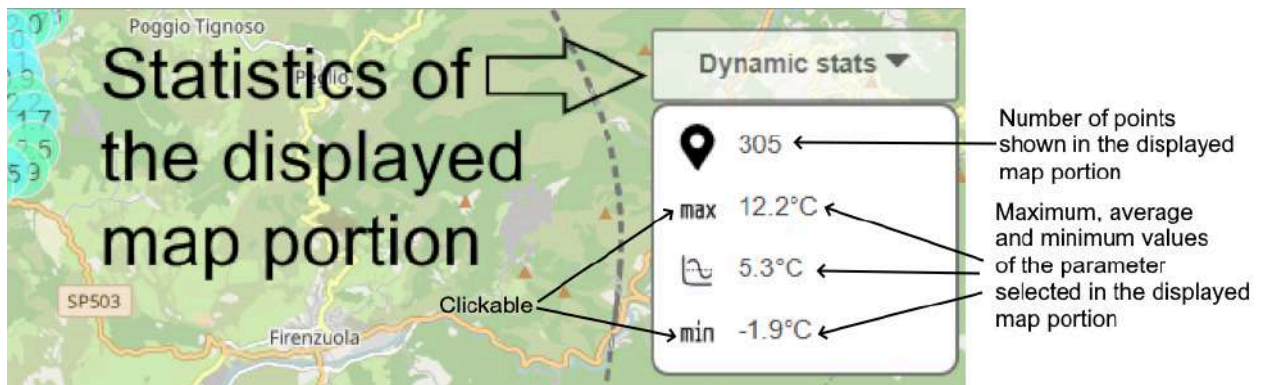 Poggio Tignoso
Statistics of
Peglio
the displayed
map portion
Dynamic stats
305
max 12.2°C
5.3°C
min -1.9°C
Clickable
SP503
Firenzuola
Number of points
shown in the displayed
map portion
Maximum, average
and minimum values
of the parameter
selected in the displayed
map portion